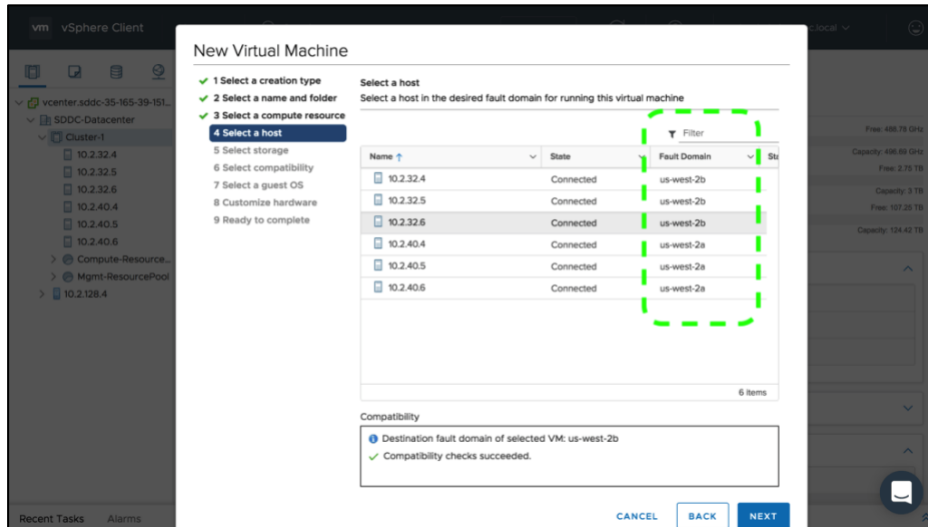 vm vSphere Client
c.local
New Virtual Machine
1 Select a creation type
2 Select a name and folder
3 Select a compute resource
4 Select a host
5 Select storage
6 Select compatibility
7 Select a guest OS
8 Customize hardware
9 Ready to complete
vcenter.sddc-35-165-39-151...
SDDC-Datacenter
Cluster-1
10.2.32.4
10.2.32.5
10.2.32.6
10.2.40.4
10.2.40.5
10.2.40.6
Compute-Resource...
Mgmt-ResourcePool
10.2.128.4
Select a host
Select a host in the desired fault domain for running this virtual machine
Filter
Name State Fault Domain Sta
10.2.32.4 Connected us-west-2b
10.2.32.5 Connected us-west-2b
10.2.32.6 Connected us-west-2b
10.2.40.4 Connected us-west-2a
10.2.40.5 Connected us-west-2a
10.2.40.6 Connected us-west-2a
6 items
Compatibility
Destination fault domain of selected VM: us-west-2b
Compatibility checks succeeded.
CANCEL BACK NEXT
Free: 2.75 TB
Capacity: 3 TB
Free: 107.25 TB
Capacity: 124.42 TB
Recent Tasks Alarms